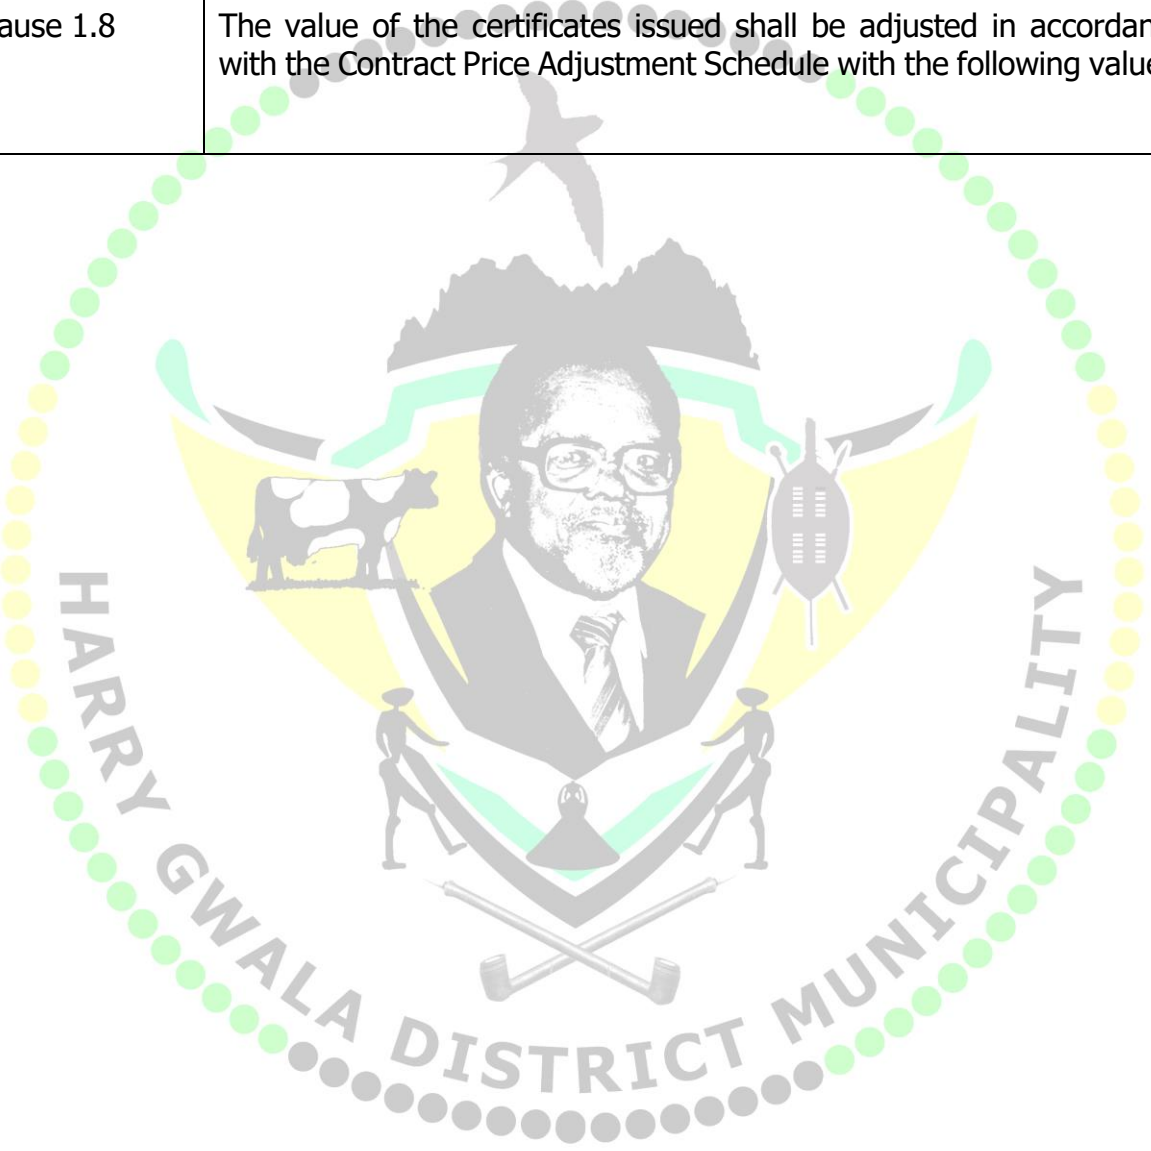 ause 1.8
The value of the certificates issued shall be adjusted in accordan
with the Contract Price Adjustment Schedule with the following value
HARRY GWALA DISTRICT MUNICIPALITY